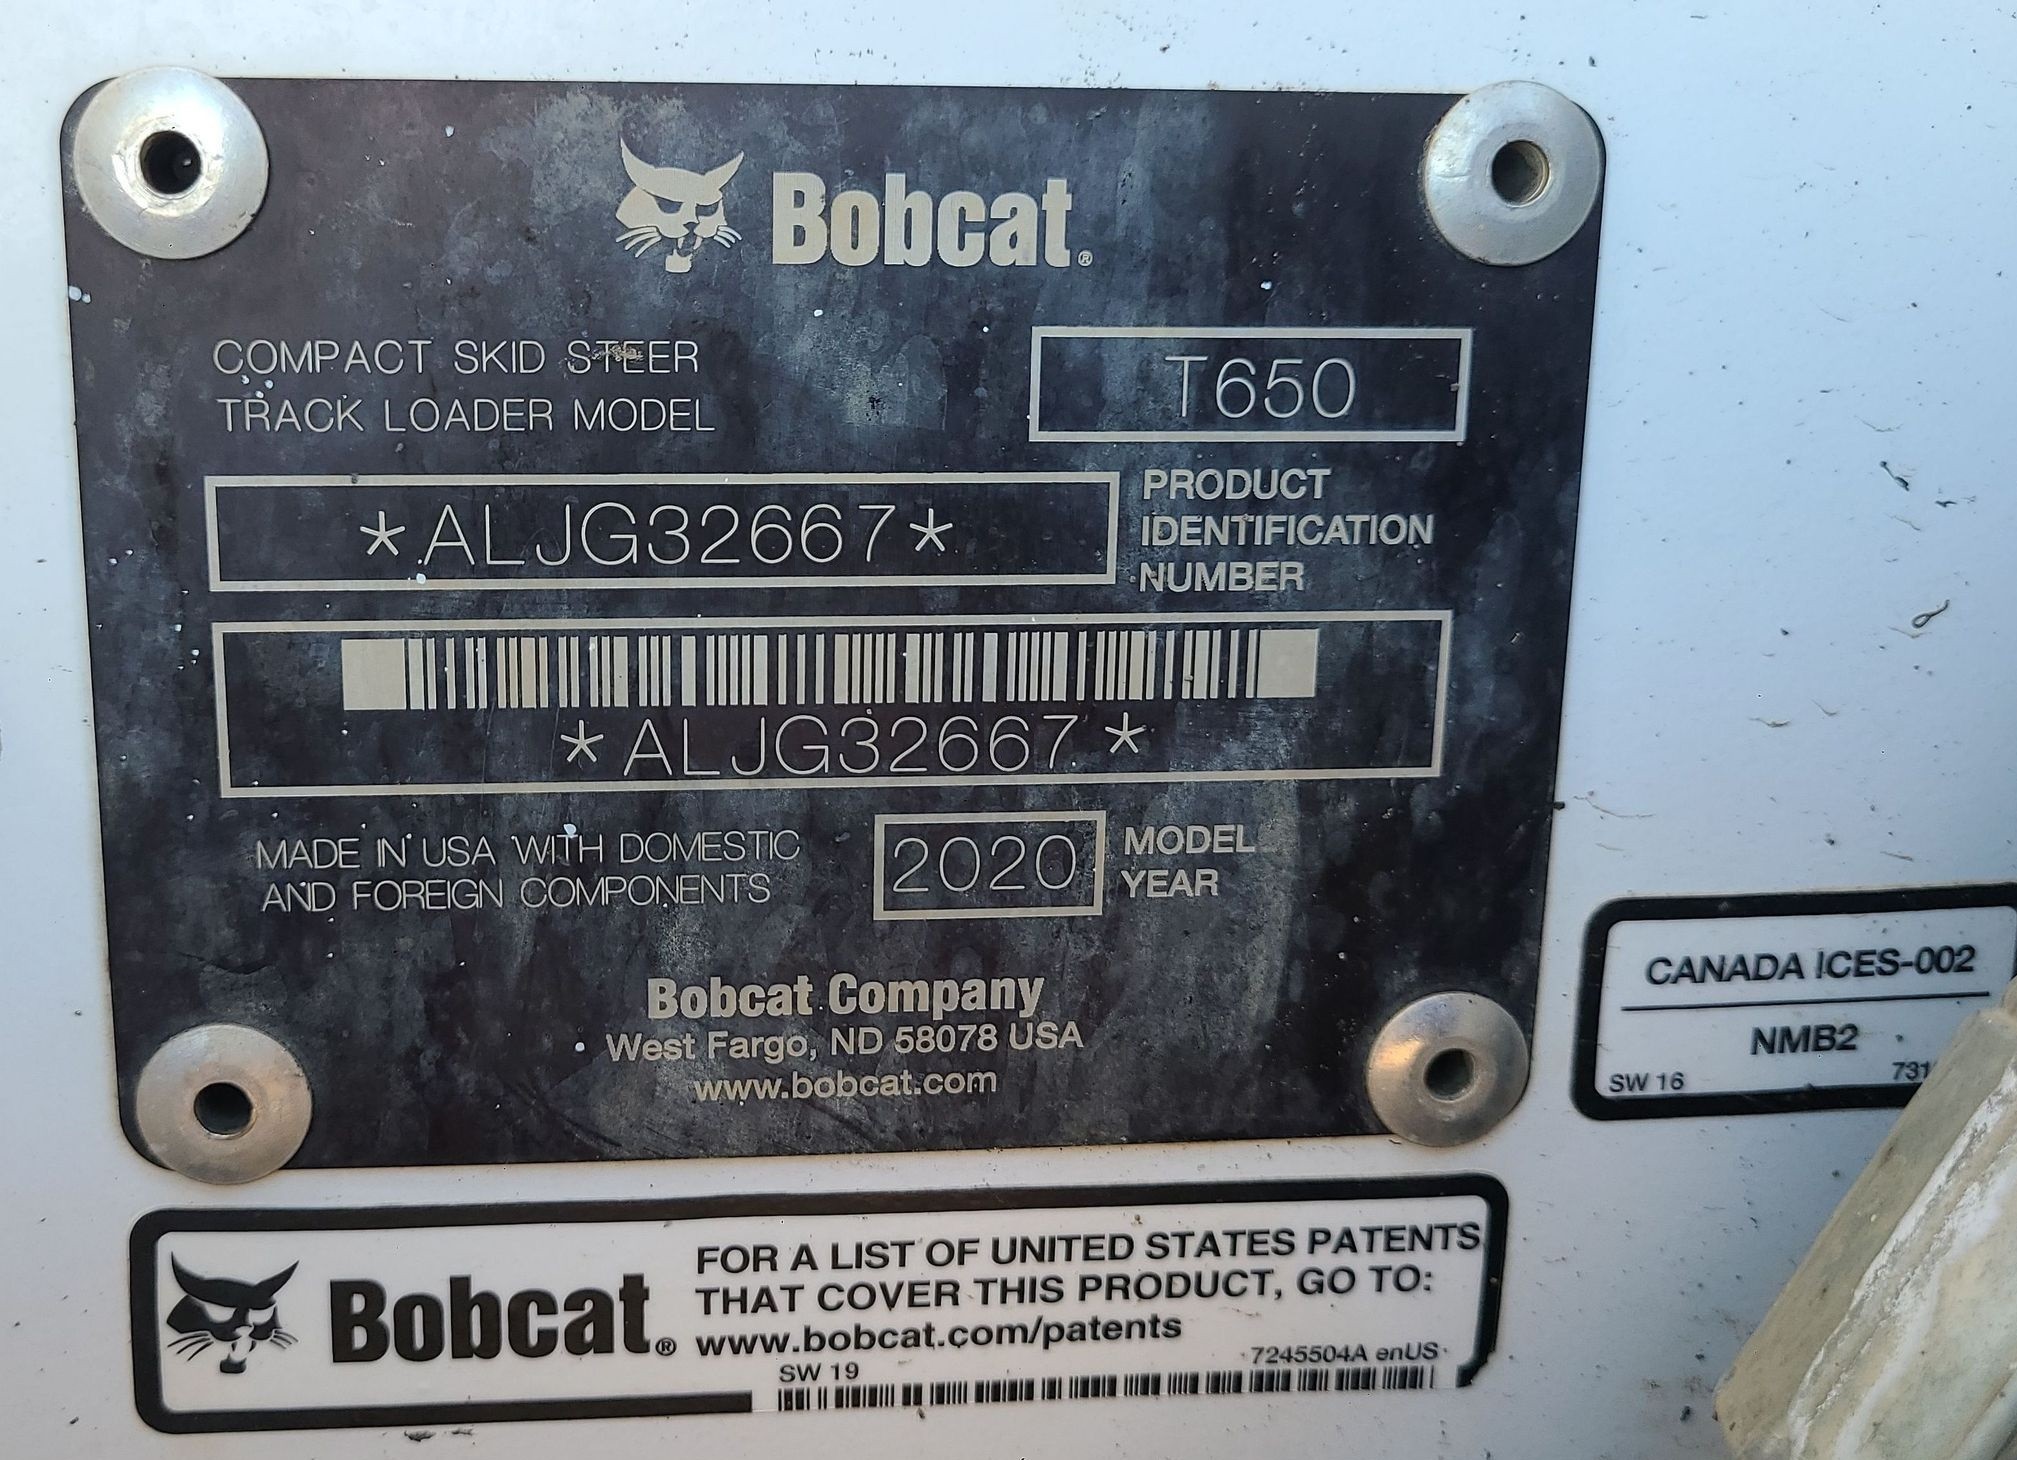 Bobcat®
COMPACT SKID STEER
TRACK LOADER MODEL
T650
*ALJG32667*
PRODUCT
IDENTIFICATION
NUMBER
*ALJG32667*
MADE IN USA WITH DOMESTIC
AND FOREIGN COMPONENTS
2020
MODEL
YEAR
Bobcat Company
West Fargo, ND 58078 USA
www.bobcat.com
CANADA ICES-002
NMB2
SW 16
Bobcat®
FOR A LIST OF UNITED STATES PATENTS
THAT COVER THIS PRODUCT, GO TO:
www.bobcat.com/patents
SW 19
7245504A enUS